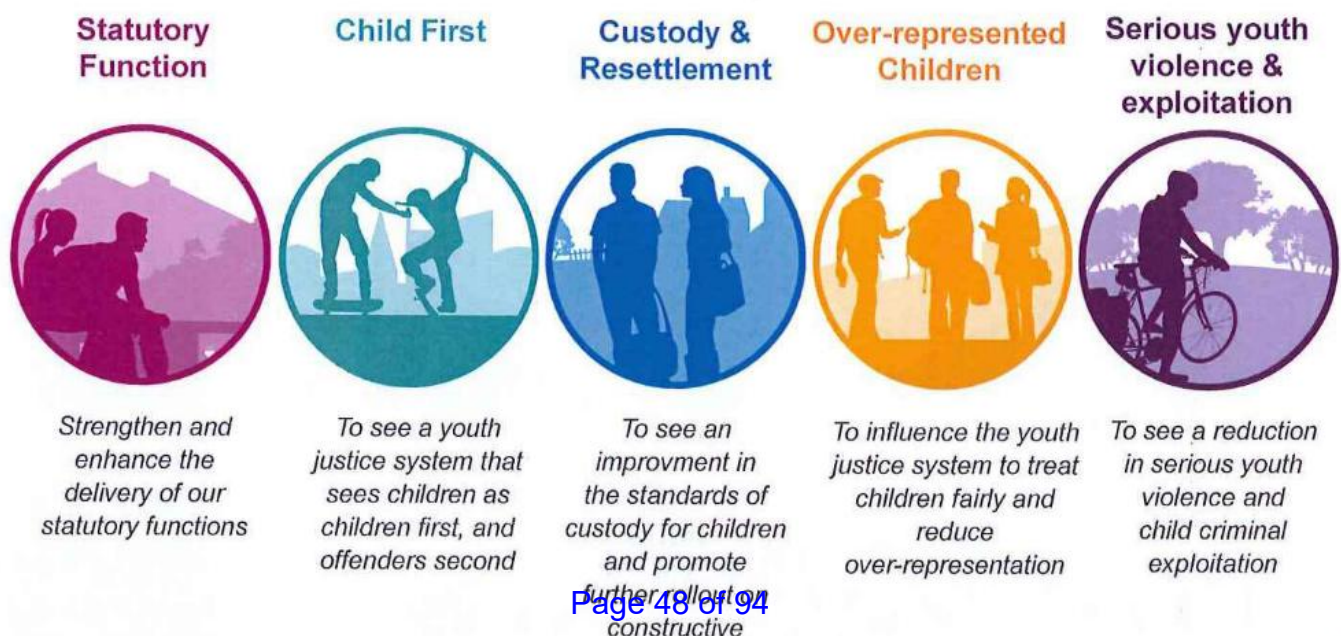 Statutory
Function
Child First
Custody &
Resettlement
Over-represented
Children
Serious youth
violence &
exploitation
Strengthen and
enhance the
delivery of our
statutory functions
To see a youth
justice system that
sees children as
children first, and
offenders second
To see an
improvment in
the standards of
custody for children
and promote
further rollout on
constructive
To influence the youth
justice system to treat
children fairly and
reduce
over-representation
To see a reduction
in serious youth
violence and
child criminal
exploitation
Page 48 of 94